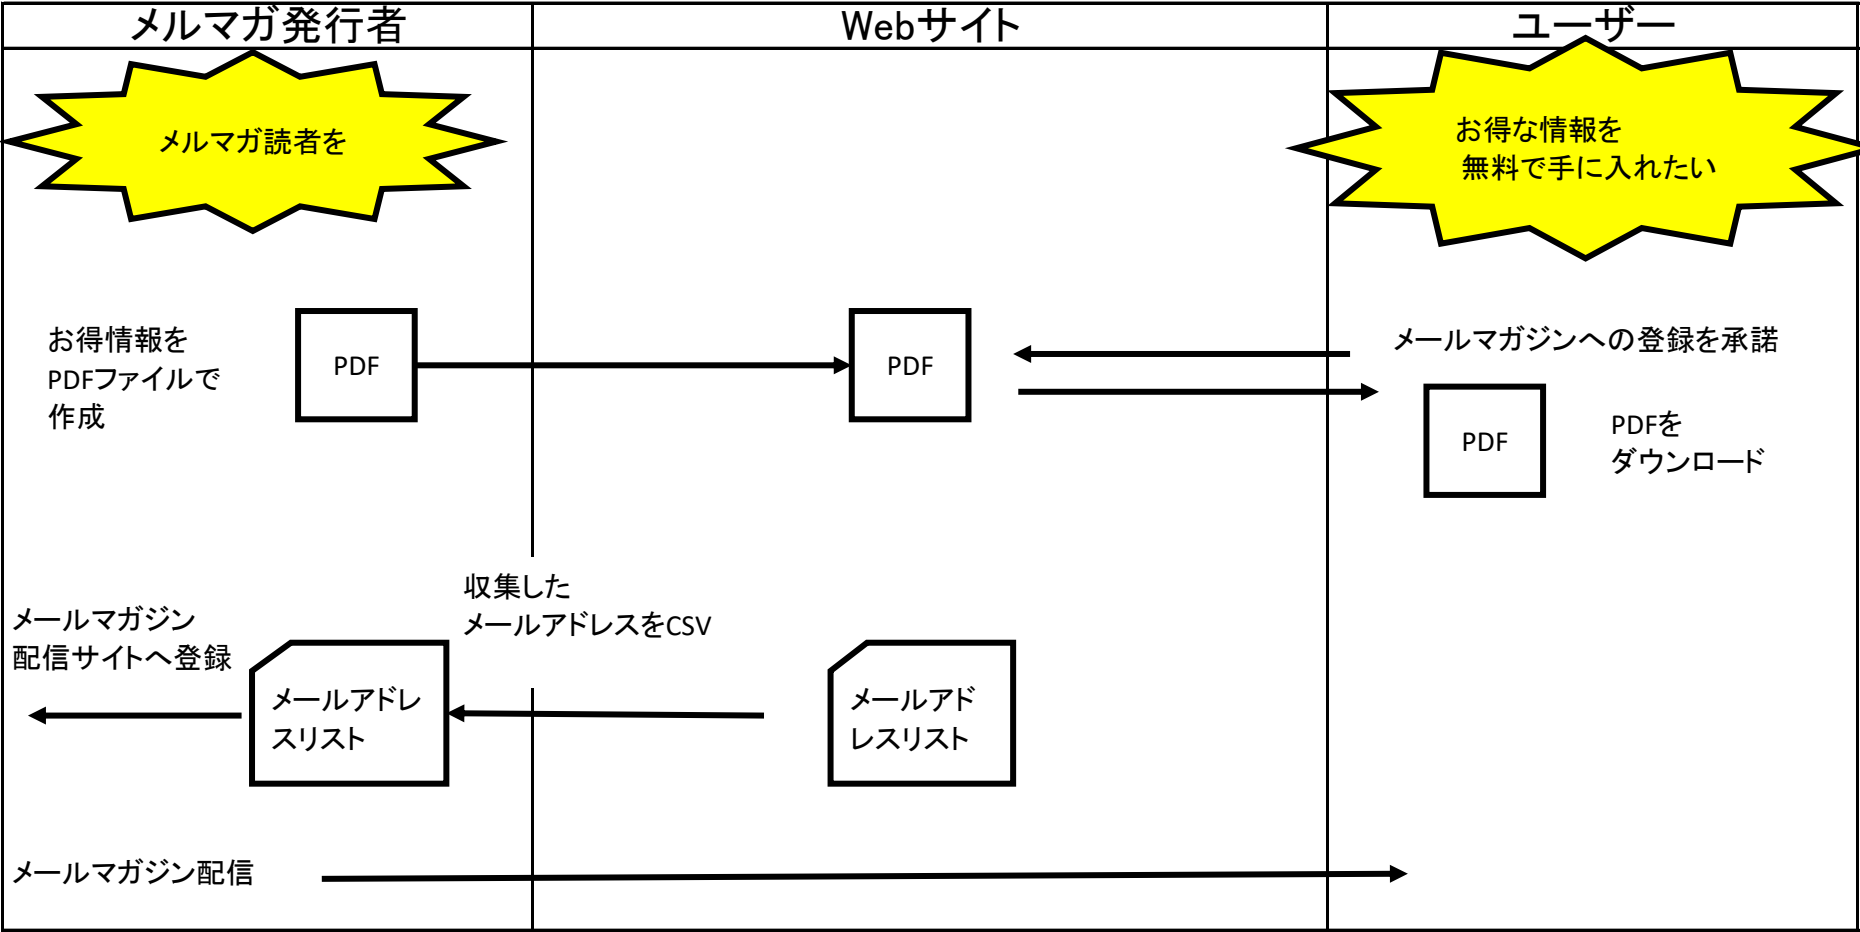 メルマガ発行者
Webサイト
ユーザー
メルマガ読者を
お得な情報を
無料で手に入れたい
お得情報を
PDFファイルで
作成
PDF
PDF
メールマガジンへの登録を承諾
PDF
PDFを
ダウンロード
収集した
メールアドレスをCSV
メールマガジン
配信サイトへ登録
メールアドレ
スリスト
メールアド
レスリスト
メールマガジン配信